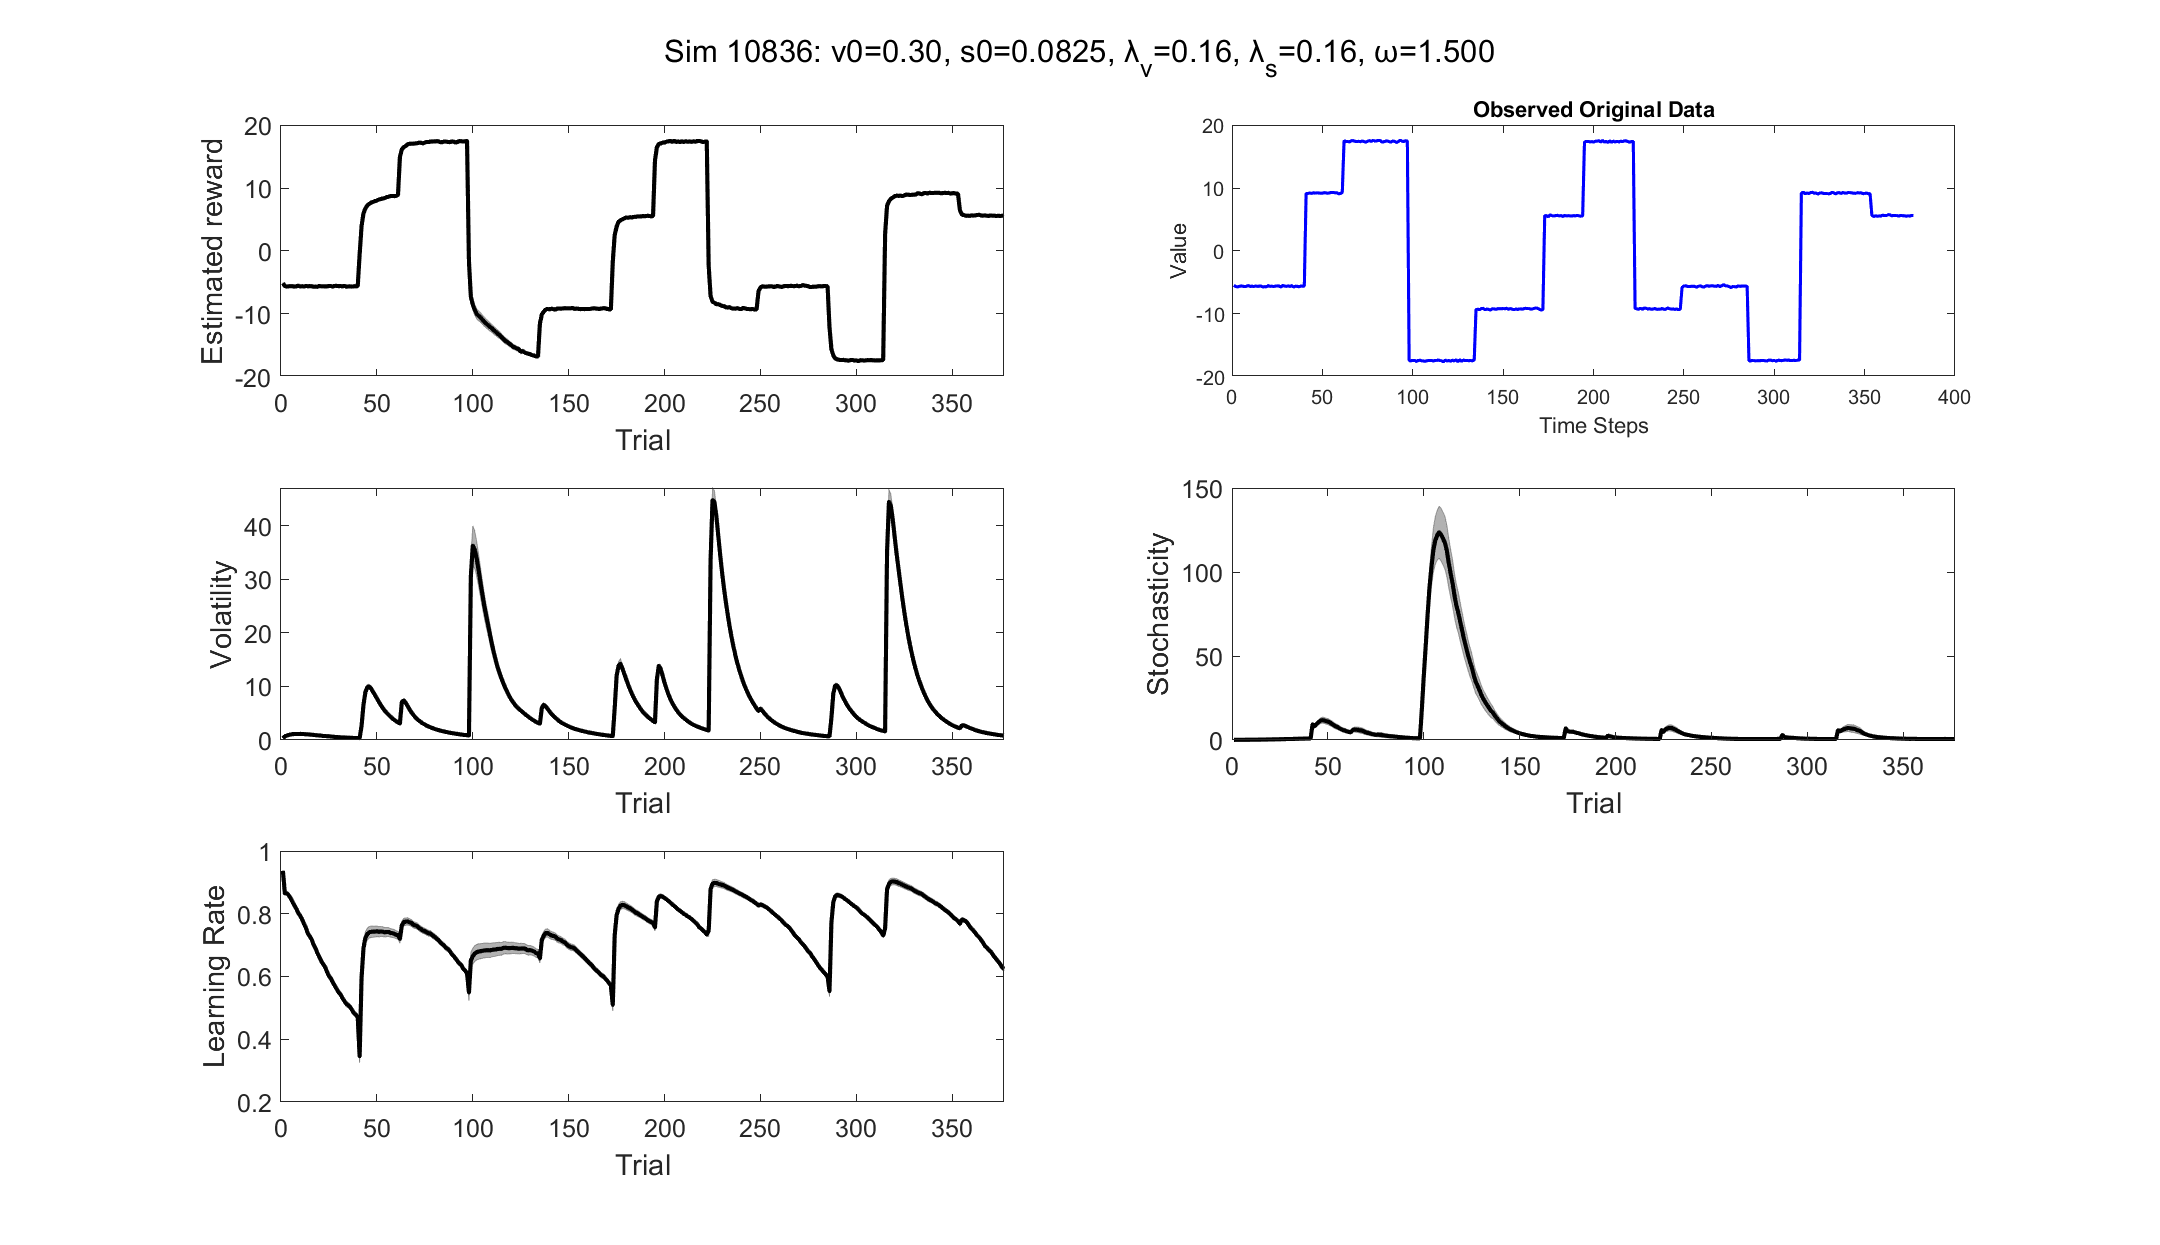 Sim 10836: v0=0.30, s0=0.0825, λ_v=0.16, λ_s=0.16, ω=1.500
Estimated reward
20
10
0
-10
-20
0 50 100 150 200 250 300 350
Trial
Observed Original Data
Value
20
10
0
-10
-20
0 50 100 150 200 250 300 350 400
Time Steps
Volatility
40
30
20
10
0
0 50 100 150 200 250 300 350
Trial
Stochasticity
150
100
50
0
0 50 100 150 200 250 300 350
Trial
Learning Rate
1
0.8
0.6
0.4
0.2
0 50 100 150 200 250 300 350
Trial